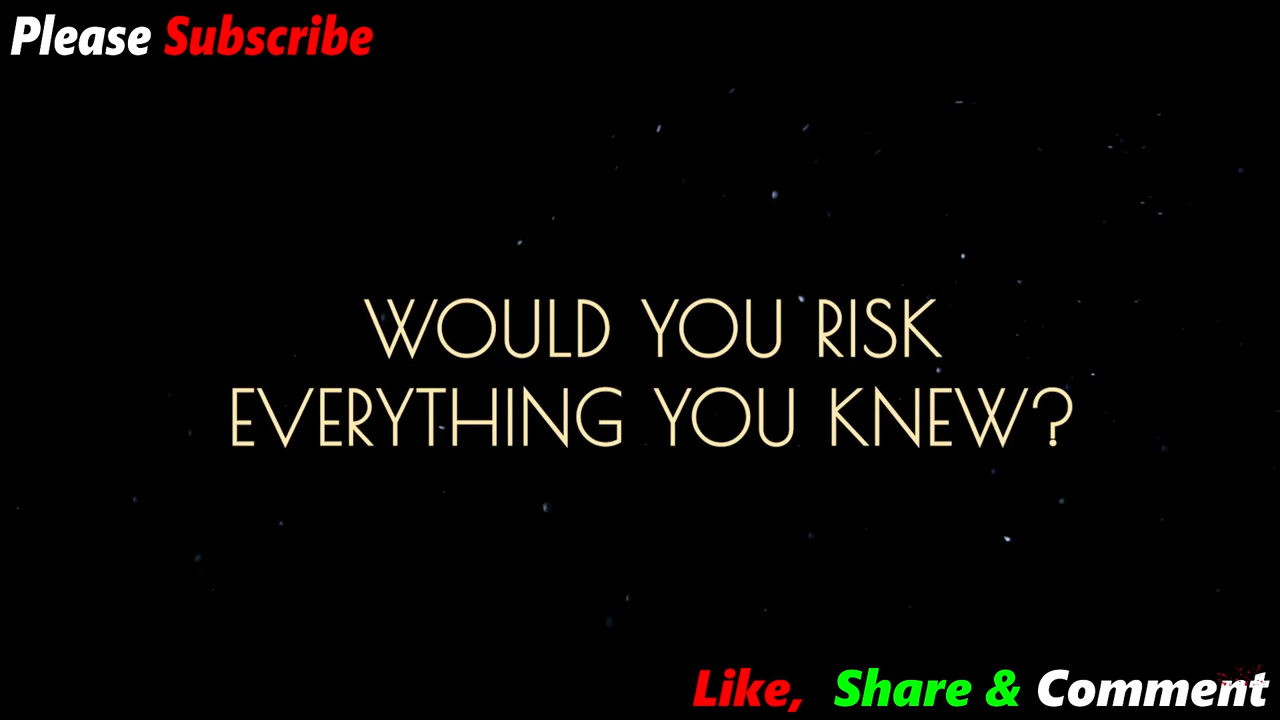 Please Subscribe
WOULD YOU RISK
EVERYTHING YOU KNEW?
Like, Share & Comment